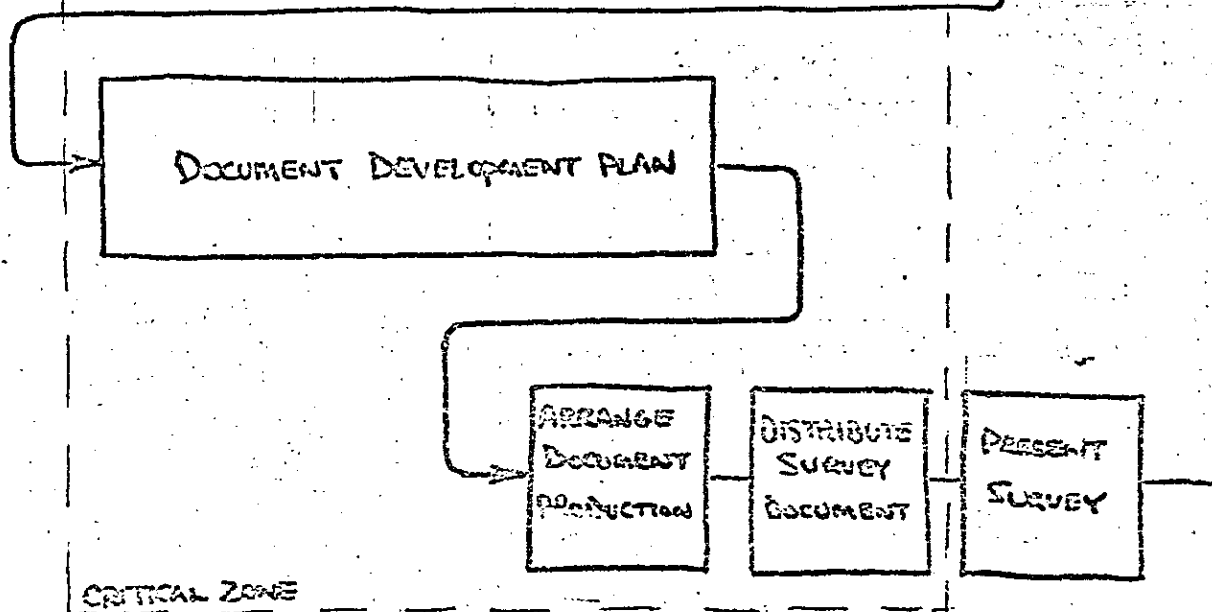 DOCUMENT DEVELOPMENT PLAN
ARRANGE
DOCUMENT
PRODUCTION
DISTRIBUTE
SURVEY
DOCUMENT
PRESENT
SURVEY
CRITICAL ZONE